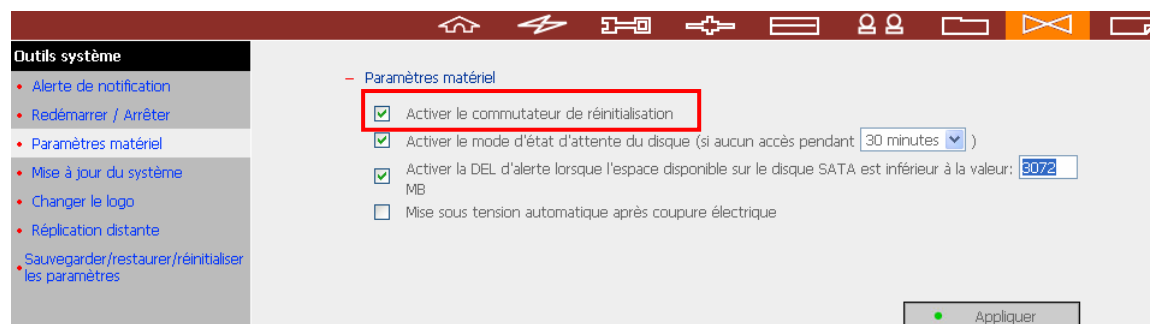 Outils système
Alerte de notification
Redémarrer / Arrêter
Paramètres matériel
Mise à jour du système
Changer le logo
Réplication distante
Sauvegarder/restaurer/réinitialiser
les paramètres
– Paramètres matériel
Activer le commutateur de réinitialisation
Activer le mode d'état d'attente du disque (si aucun accès pendant 30 minutes )
Activer la DEL d'alerte lorsque l'espace disponible sur le disque SATA est inférieur à la valeur: 3072
MB
Mise sous tension automatique après coupure électrique
Appliquer